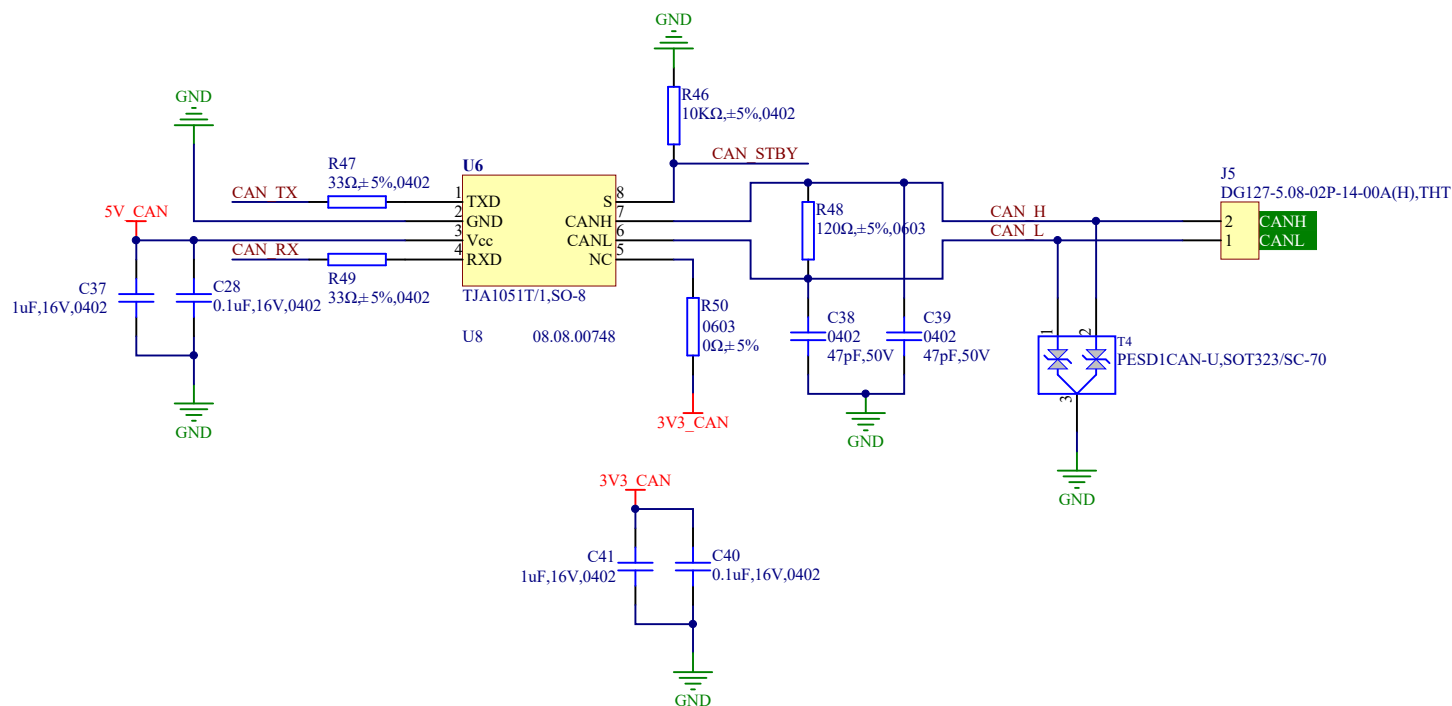 GND
R46
10KΩ,±5%,0402
CAN_STBY
GND
R47
33Ω,±5%,0402
CAN_TX
5V_CAN
CAN_RX
R49
33Ω,±5%,0402
C37
1uF,16V,0402
C28
0.1uF,16V,0402
GND
U6
1
TXD
2
GND
3
Vcc
4
RXD
8
S
7
CANH
6
CANL
5
NC
TJA1051T/1,SO-8
U8 08.08.00748
R50
0603
0Ω,±5%
3V3_CAN
R48
120Ω,±5%,0603
C38
0402
47pF,50V
C39
0402
47pF,50V
GND
CAN_H
CAN_L
J5
DG127-5.08-02P-14-00A(H),THT
2
CANH
1
CANL
1
2
T4
PESD1CAN-U,SOT323/SC-70
3
GND
3V3_CAN
C41
1uF,16V,0402
C40
0.1uF,16V,0402
GND